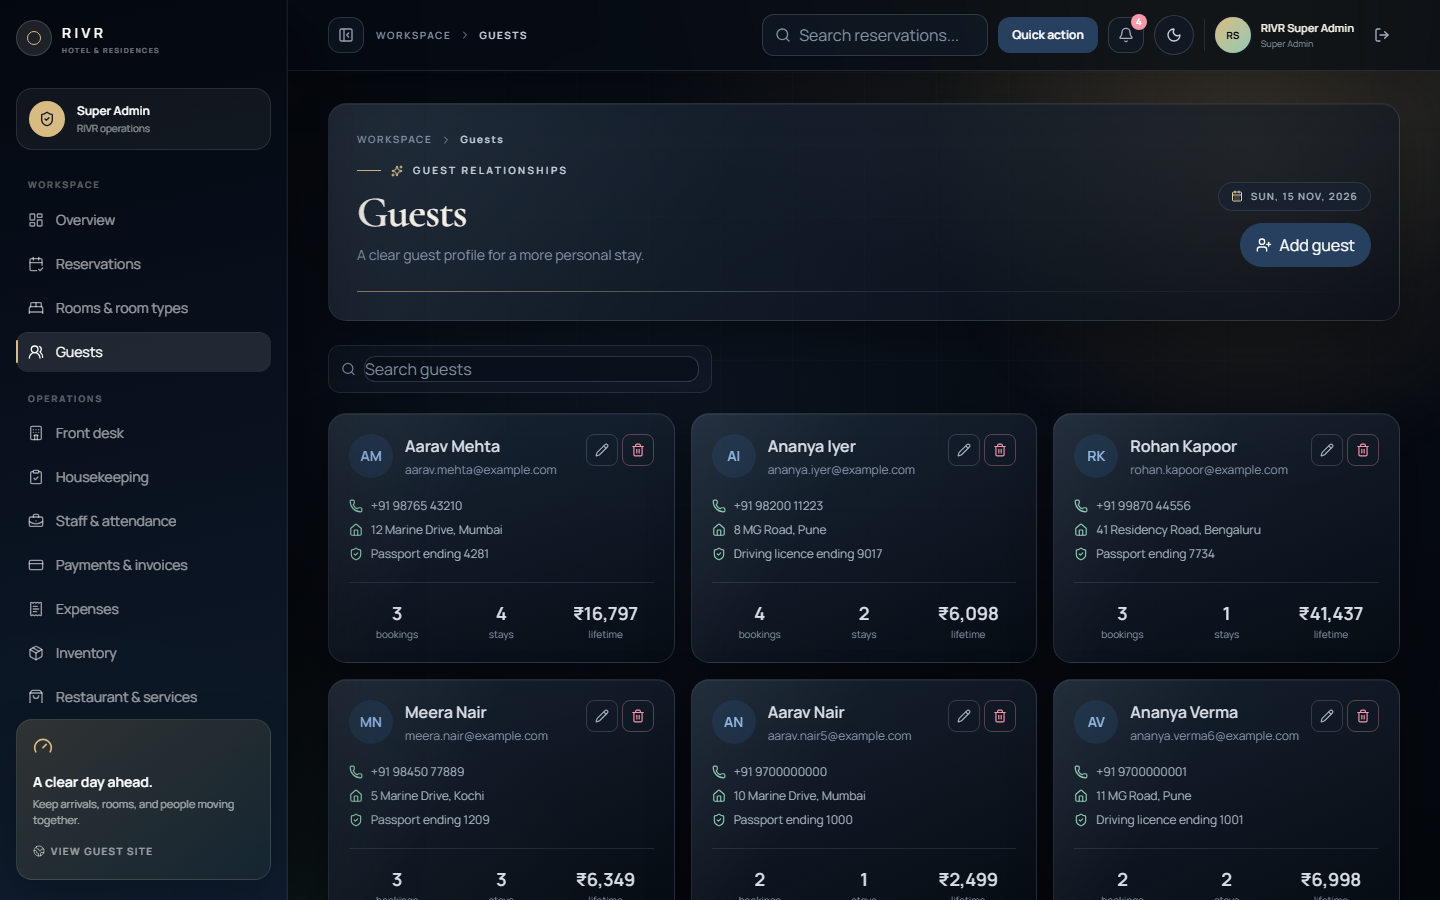 RIVR
HOTEL & RESIDENCES
Super Admin
RIVR operations
WORKSPACE
Overview
Reservations
Rooms & room types
Guests
OPERATIONS
Front desk
Housekeeping
Staff & attendance
Payments & invoices
Expenses
Inventory
Restaurant & services
A clear day ahead.
Keep arrivals, rooms, and people moving
together.
VIEW GUEST SITE
WORKSPACE > GUESTS
Search reservations...
Quick action
4
RS
RIVR Super Admin
Super Admin
WORKSPACE > Guests
GUEST RELATIONSHIPS
Guests
A clear guest profile for a more personal stay.
SUN, 15 NOV, 2026
Add guest
Search guests
AM
Aarav Mehta
aarav.mehta@example.com
+91 98765 43210
12 Marine Drive, Mumbai
Passport ending 4281
3 4 ₹16,797
bookings stays lifetime
AI
Ananya Iyer
ananya.iyer@example.com
+91 98200 11223
8 MG Road, Pune
Driving licence ending 9017
4 2 ₹6,098
bookings stays lifetime
RK
Rohan Kapoor
rohan.kapoor@example.com
+91 99870 44556
41 Residency Road, Bengaluru
Passport ending 7734
3 1 ₹41,437
bookings stays lifetime
MN
Meera Nair
meera.nair@example.com
+91 98450 77889
5 Marine Drive, Kochi
Passport ending 1209
3 3 ₹6,349
bookings stays lifetime
AN
Aarav Nair
aarav.nair5@example.com
+91 9700000000
10 Marine Drive, Mumbai
Passport ending 1000
2 1 ₹2,499
bookings stays lifetime
AV
Ananya Verma
ananya.verma6@example.com
+91 9700000001
11 MG Road, Pune
Driving licence ending 1001
2 2 ₹6,998
bookings stays lifetime